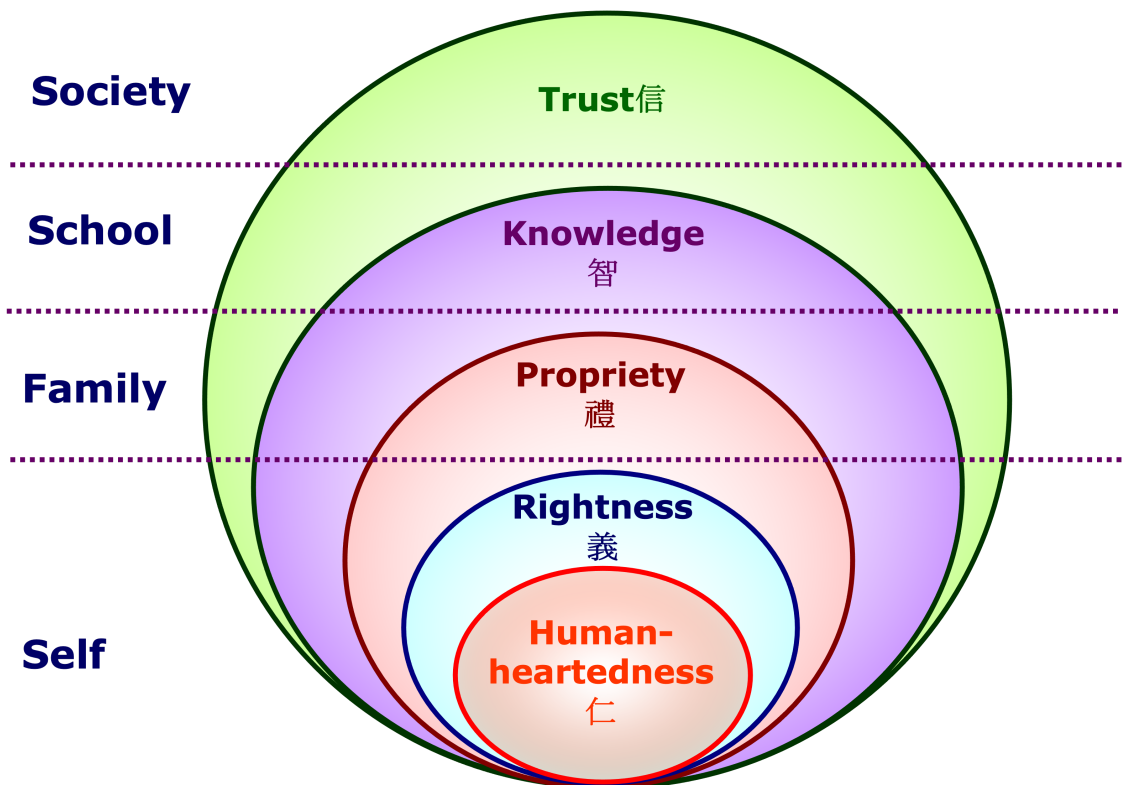 Society
Trust信
School
Knowledge
智
Family
Propriety
禮
Rightness
義
Self
Human-
heartedness
仁